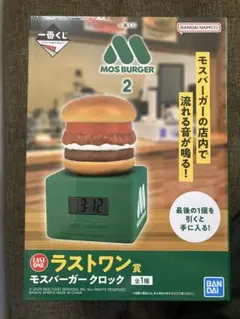 一番くじ
BANDAI NAMCO
M
MOS BURGER
2
モスバーガーの店内で
流れる音が鳴る!
3:12
M
最後の1個を
引くと
手に入る!
LAST ONE
ラストワン賞
モスバーガー クロック
全1種
BANDAI